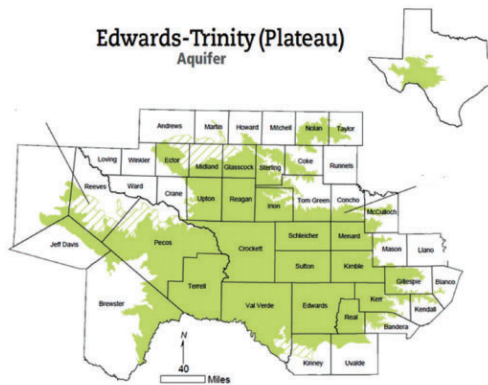 Edwards-Trinity (Plateau)
Aquifer
Andrews
Martin
Howard
Mitchell
Nolan
Taylor
Loving
Winkler
Ector
Midland
Glasscock
Sterling
Coke
Runnels
Reeves
Ward
Crane
Upton
Reagan
Irion
Tom Green
Concho
McCulloch
Jeff Davis
Pecos
Crockett
Schleicher
Menard
Mason
Llano
Sutton
Kimble
Gillespie
Blanco
Brewster
Terrell
Val Verde
Edwards
Real
Kerr
Kendall
Bandera
Kinney
Uvalde
N
40
Miles